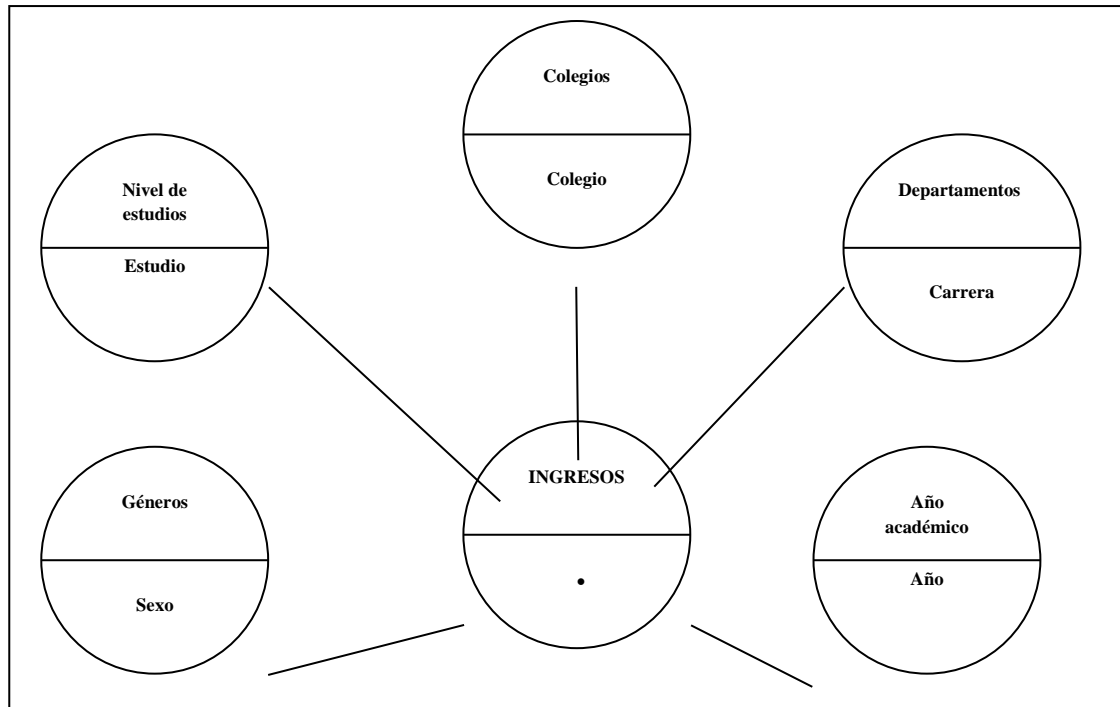 Colegios
Colegio
Nivel de
estudios
Estudio
Departamentos
Carrera
INGRESOS
Géneros
Sexo
Año
académico
Año